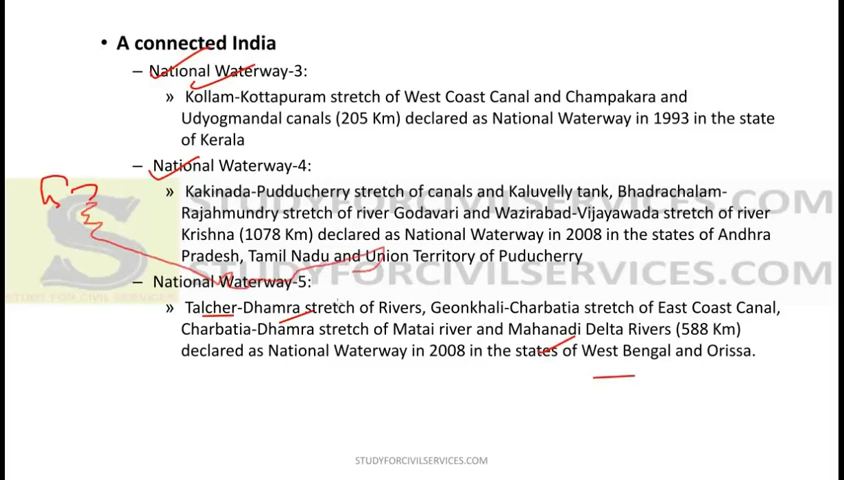 • A connected India
– National Waterway-3:
» Kollam-Kottapuram stretch of West Coast Canal and Champakara and
Udyogmandal canals (205 Km) declared as National Waterway in 1993 in the state
of Kerala
– National Waterway-4:
» Kakinada-Pudducherry stretch of canals and Kaluvelly tank, Bhadrachalam-
Rajahmundry stretch of river Godavari and Wazirabad-Vijayawada stretch of river
Krishna (1078 Km) declared as National Waterway in 2008 in the states of Andhra
Pradesh, Tamil Nadu and Union Territory of Puducherry
– National Waterway-5:
» Talcher-Dhamra stretch of Rivers, Geonkhali-Charbatia stretch of East Coast Canal,
Charbatia-Dhamra stretch of Matai river and Mahanadi Delta Rivers (588 Km)
declared as National Waterway in 2008 in the states of West Bengal and Orissa.
S
STUDY FOR CIVIL SERVICES
STUDYFORCIVILSERVICES.COM
STUDYFORCIVILSERVICES.COM
STUDYFORCIVILSERVICES.COM